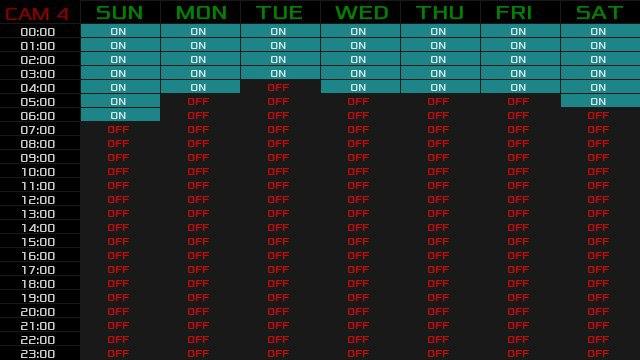 CAM 4 SUN MON TUE WED THU FRI SAT
00:00 ON ON ON ON ON ON ON
01:00 ON ON ON ON ON ON ON
02:00 ON ON ON ON ON ON ON
03:00 ON ON ON ON ON ON ON
04:00 ON ON OFF ON ON ON ON
05:00 ON OFF OFF OFF OFF OFF ON
06:00 ON OFF OFF OFF OFF OFF OFF
07:00 OFF OFF OFF OFF OFF OFF OFF
08:00 OFF OFF OFF OFF OFF OFF OFF
09:00 OFF OFF OFF OFF OFF OFF OFF
10:00 OFF OFF OFF OFF OFF OFF OFF
11:00 OFF OFF OFF OFF OFF OFF OFF
12:00 OFF OFF OFF OFF OFF OFF OFF
13:00 OFF OFF OFF OFF OFF OFF OFF
14:00 OFF OFF OFF OFF OFF OFF OFF
15:00 OFF OFF OFF OFF OFF OFF OFF
16:00 OFF OFF OFF OFF OFF OFF OFF
17:00 OFF OFF OFF OFF OFF OFF OFF
18:00 OFF OFF OFF OFF OFF OFF OFF
19:00 OFF OFF OFF OFF OFF OFF OFF
20:00 OFF OFF OFF OFF OFF OFF OFF
21:00 OFF OFF OFF OFF OFF OFF OFF
22:00 OFF OFF OFF OFF OFF OFF OFF
23:00 OFF OFF OFF OFF OFF OFF OFF